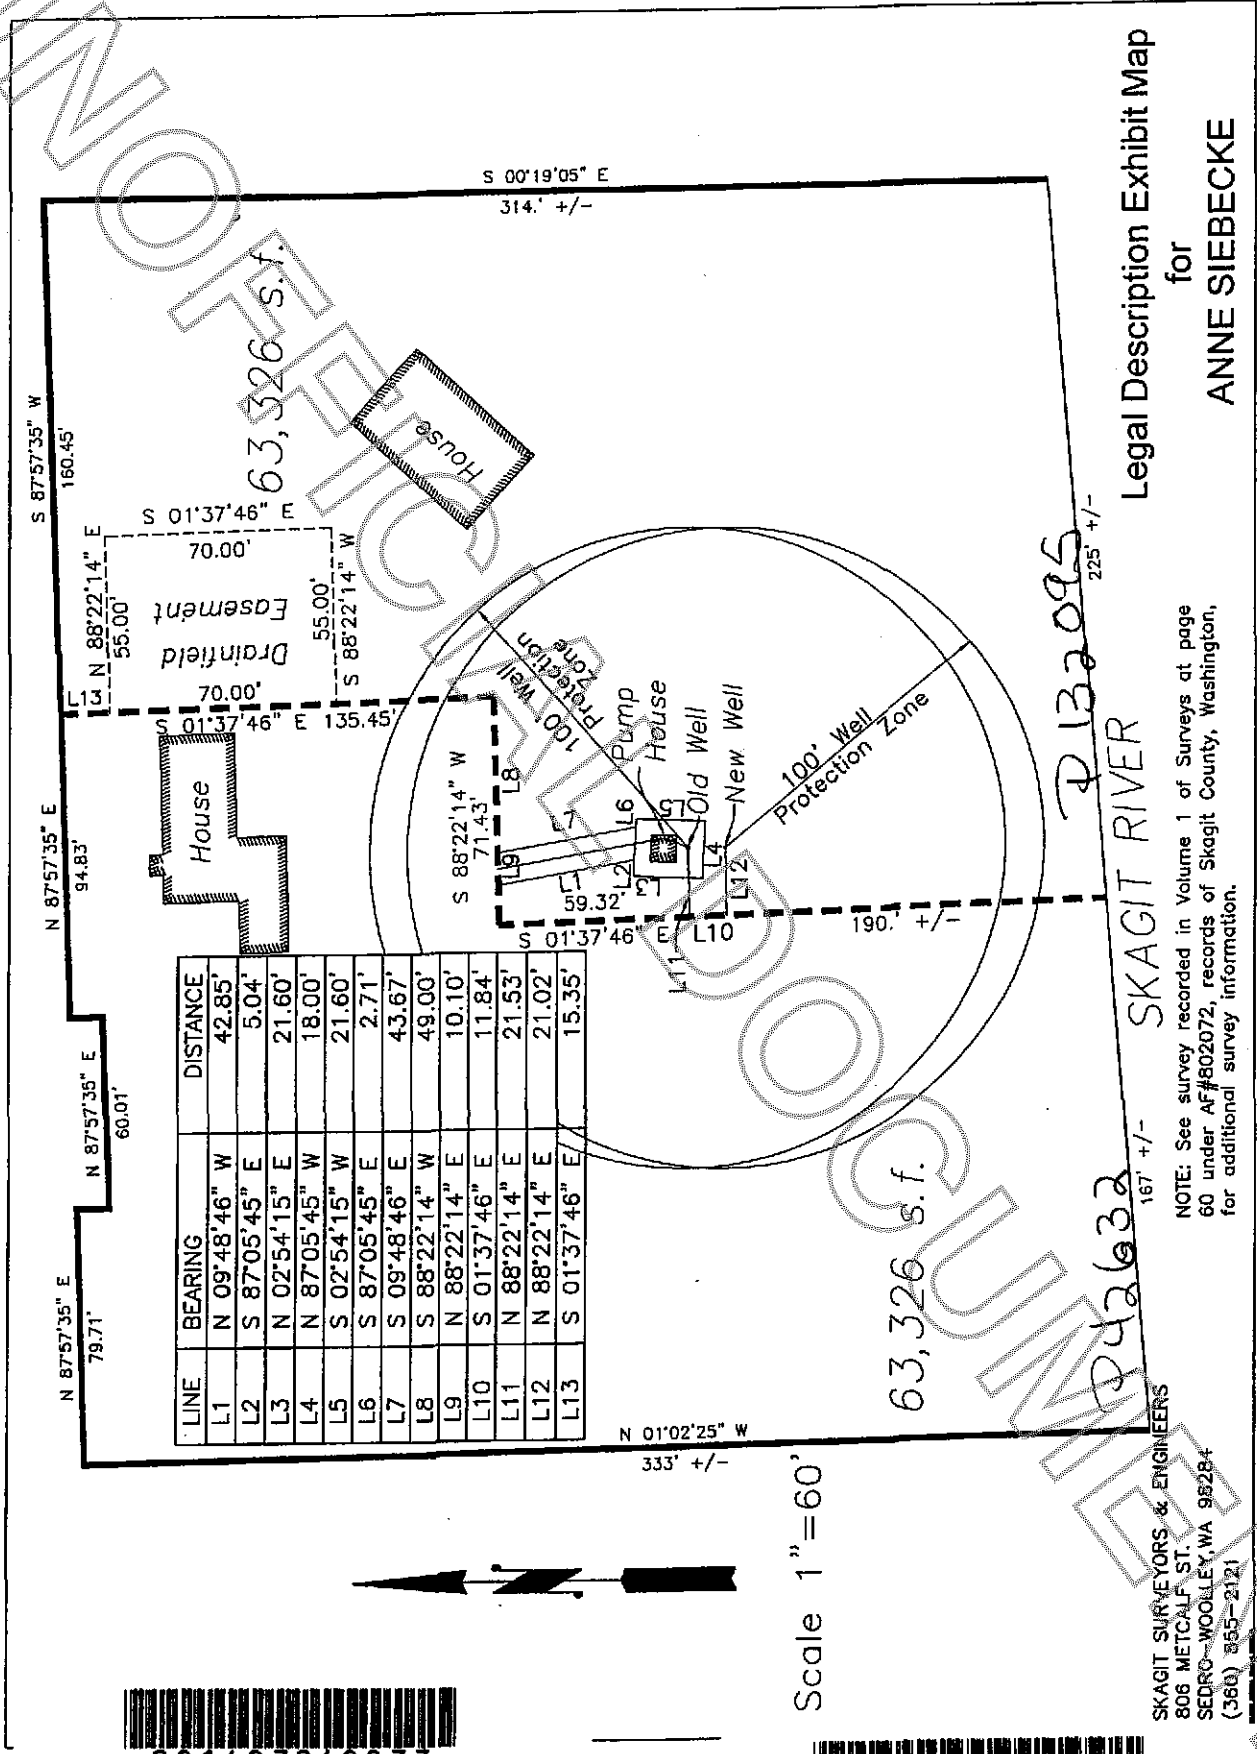 N 87°57'35" E
79.71'
N 87°57'35" E
60.01'
N 87°57'35" E
94.83'
S 87°57'35" W
160.45'
LINE BEARING DISTANCE
L1 N 09°48'46" W 42.85'
L2 S 87°05'45" E 5.04'
L3 N 02°54'15" E 21.60'
L4 N 87°05'45" W 18.00'
L5 S 02°54'15" W 21.60'
L6 S 87°05'45" E 2.71'
L7 S 09°48'46" E 43.67'
L8 S 88°22'14" W 49.00'
L9 N 88°22'14" E 10.10'
L10 S 01°37'46" E 11.84'
L11 N 88°22'14" E 21.53'
L12 N 88°22'14" E 21.02'
L13 S 01°37'46" E 15.35'
House
L13
N 88°22'14" E
55.00'
S 01°37'46" E
70.00'
Drainfield
Easement
70.00'
55.00'
S 88°22'14" W
S 01°37'46" E 135.45'
63,326 s.f.
House
S 00°19'05" E
314.' +/-
S 88°22'14" W
71.43'
L8
L9
L7
L1
59.32'
L2
L6
L3
L5
L4
S 01°37'46" E
L10
L11
L12
100' Well
Protection
Zone
Pump
House
Old Well
New Well
100' Well
Protection Zone
190.' +/-
N 01°02'25" W
333' +/-
63,326 s.f.
P42632
P132095
167' +/-
SKAGIT RIVER
225' +/-
Scale 1"=60'
NOTE: See survey recorded in Volume 1 of Surveys at page
60 under AF#802072, records of Skagit County, Washington,
for additional survey information.
Legal Description Exhibit Map
for
ANNE SIEBECKE
SKAGIT SURVEYORS & ENGINEERS
806 METCALF ST.
SEDRO-WOOLLEY, WA 98284
(360) 855-2121
UNOFFICIAL DOCUMENT